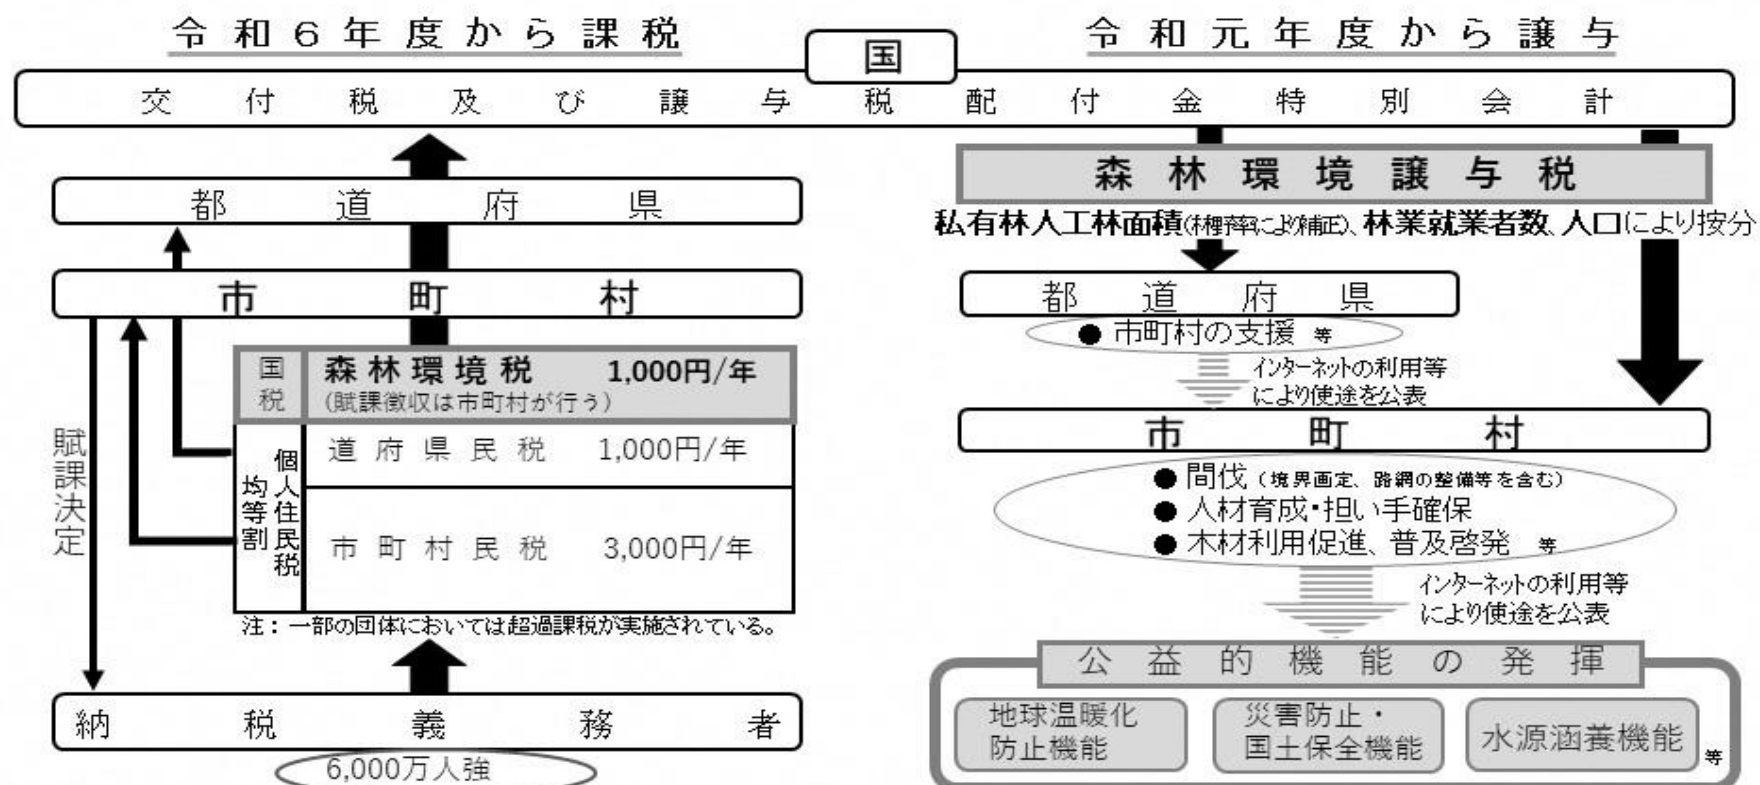 令和6年度から課税
令和元年度から譲与
国
交付税及び譲与税配付金特別会計
都道府県
市町村
国税
森林環境税 1,000円/年
(賦課徴収は市町村が行う)
個人住民税
均等割
道府県民税 1,000円/年
市町村民税 3,000円/年
注：一部の団体においては超過課税が実施されている。
賦課決定
納税義務者
6,000万人強
森林環境譲与税
私有林人工林面積(林野率により補正)、林業就業者数、人口により按分
都道府県
●市町村の支援 等
インターネットの利用等
により使途を公表
市町村
●間伐（境界画定、路網の整備等を含む）
●人材育成・担い手確保
●木材利用促進、普及啓発 等
インターネットの利用等
により使途を公表
公益的機能の発揮
地球温暖化
防止機能
災害防止・
国土保全機能
水源涵養機能
等